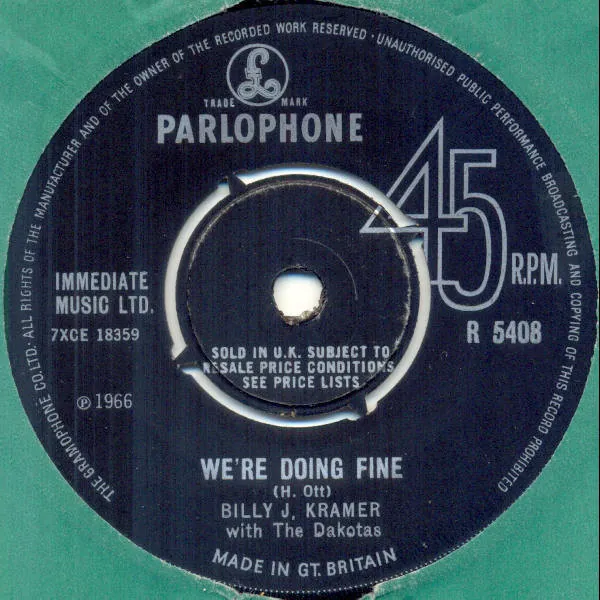 THE GRAMOPHONE CO. LTD. · ALL RIGHTS OF THE MANUFACTURER AND OF THE OWNER OF THE RECORDED WORK RESERVED · UNAUTHORISED PUBLIC PERFORMANCE BROADCASTING AND COPYING OF THIS RECORD PROHIBITED
£
TRADE MARK
PARLOPHONE
45
R.P.M.
IMMEDIATE
MUSIC LTD.
7XCE 18359
R 5408
SOLD IN U.K. SUBJECT TO
RESALE PRICE CONDITIONS
SEE PRICE LISTS
℗ 1966
WE'RE DOING FINE
(H. Ott)
BILLY J. KRAMER
with The Dakotas
MADE IN GT. BRITAIN